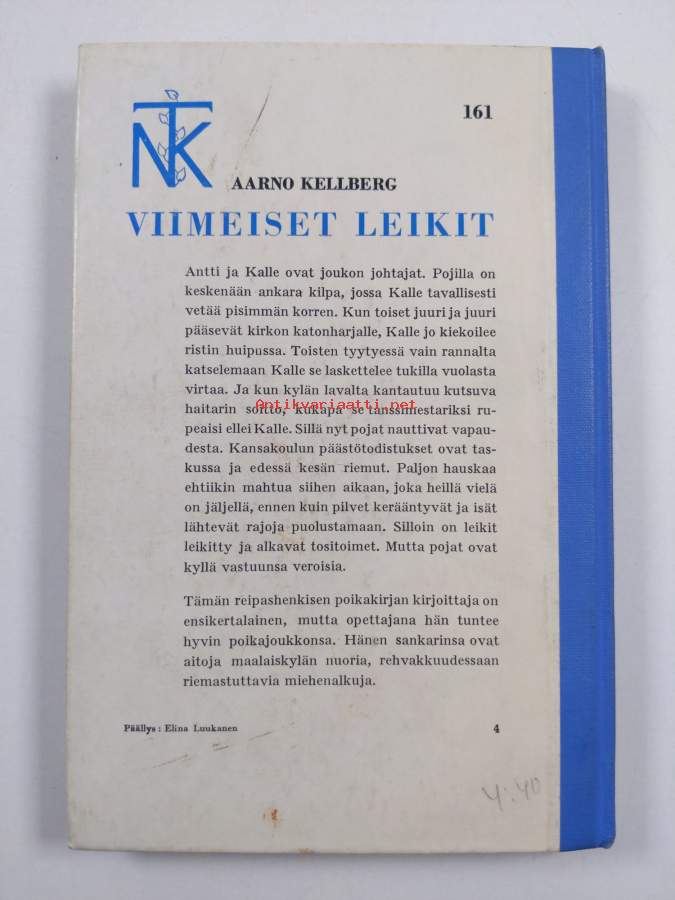 NTK
161
AARNO KELLBERG
VIIMEISET LEIKIT
Antti ja Kalle ovat joukon johtajat. Pojilla on
keskenään ankara kilpa, jossa Kalle tavallisesti
vetää pisimmän korren. Kun toiset juuri ja juuri
pääsevät kirkon katonharjalle, Kalle jo kiekoilee
ristin huipussa. Toisten tyytyessä vain rannalta
katselemaan Kalle se laskettelee tukilla vuolasta
virtaa. Ja kun kylän lavalta kantautuu kutsuva
Antikvariaatti.net
haitarin soitto, kukapa se tanssimestariksi ru-
peaisi ellei Kalle. Sillä nyt pojat nauttivat vapau-
desta. Kansakoulun päästötodistukset ovat tas-
kussa ja edessä kesän riemut. Paljon hauskaa
ehtiikin mahtua siihen aikaan, joka heillä vielä
on jäljellä, ennen kuin pilvet kerääntyvät ja isät
lähtevät rajoja puolustamaan. Silloin on leikit
leikitty ja alkavat tositoimet. Mutta pojat ovat
kyllä vastuunsa veroisia.
Tämän reipashenkisen poikakirjan kirjoittaja on
ensikertalainen, mutta opettajana hän tuntee
hyvin poikajoukkonsa. Hänen sankarinsa ovat
aitoja maalaiskylän nuoria, rehvakkuudessaan
riemastuttavia miehenalkuja.
Päällys: Elina Luukanen
4
4:40